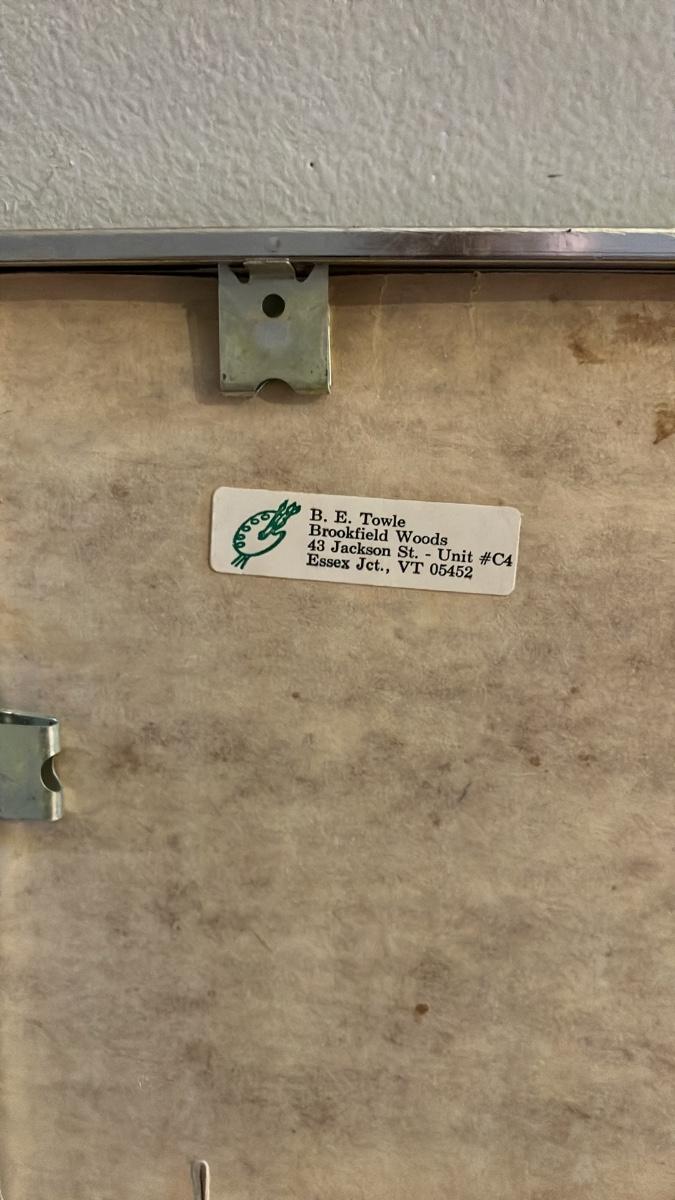 B. E. Towle
Brookfield Woods
43 Jackson St. - Unit #C4
Essex Jct., VT 05452